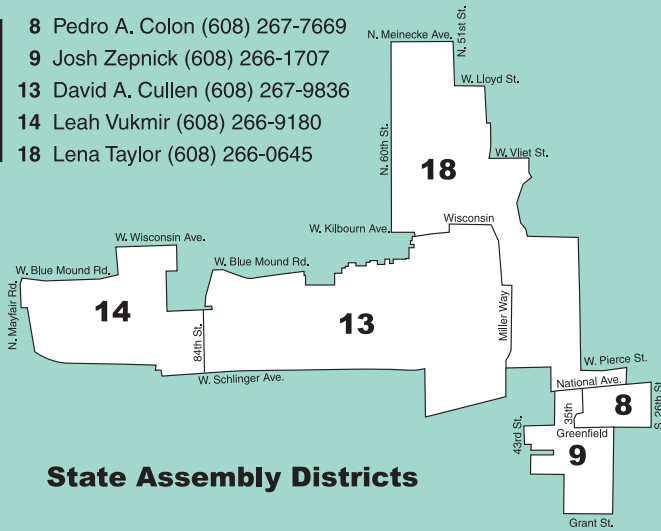 8 Pedro A. Colon (608) 267-7669
9 Josh Zepnick (608) 266-1707
13 David A. Cullen (608) 267-9836
14 Leah Vukmir (608) 266-9180
18 Lena Taylor (608) 266-0645
N. Meinecke Ave.
N. 51st St.
W. Lloyd St.
N. 60th St.
W. Vliet St.
18
W. Kilbourn Ave.
Wisconsin
W. Wisconsin Ave.
W. Blue Mound Rd.
W. Blue Mound Rd.
N. Mayfair Rd.
14
84th St.
13
Miller Way
W. Schlinger Ave.
W. Pierce St.
National Ave.
35th
8
S. 26th St.
43rd St.
Greenfield
9
Grant St.
State Assembly Districts